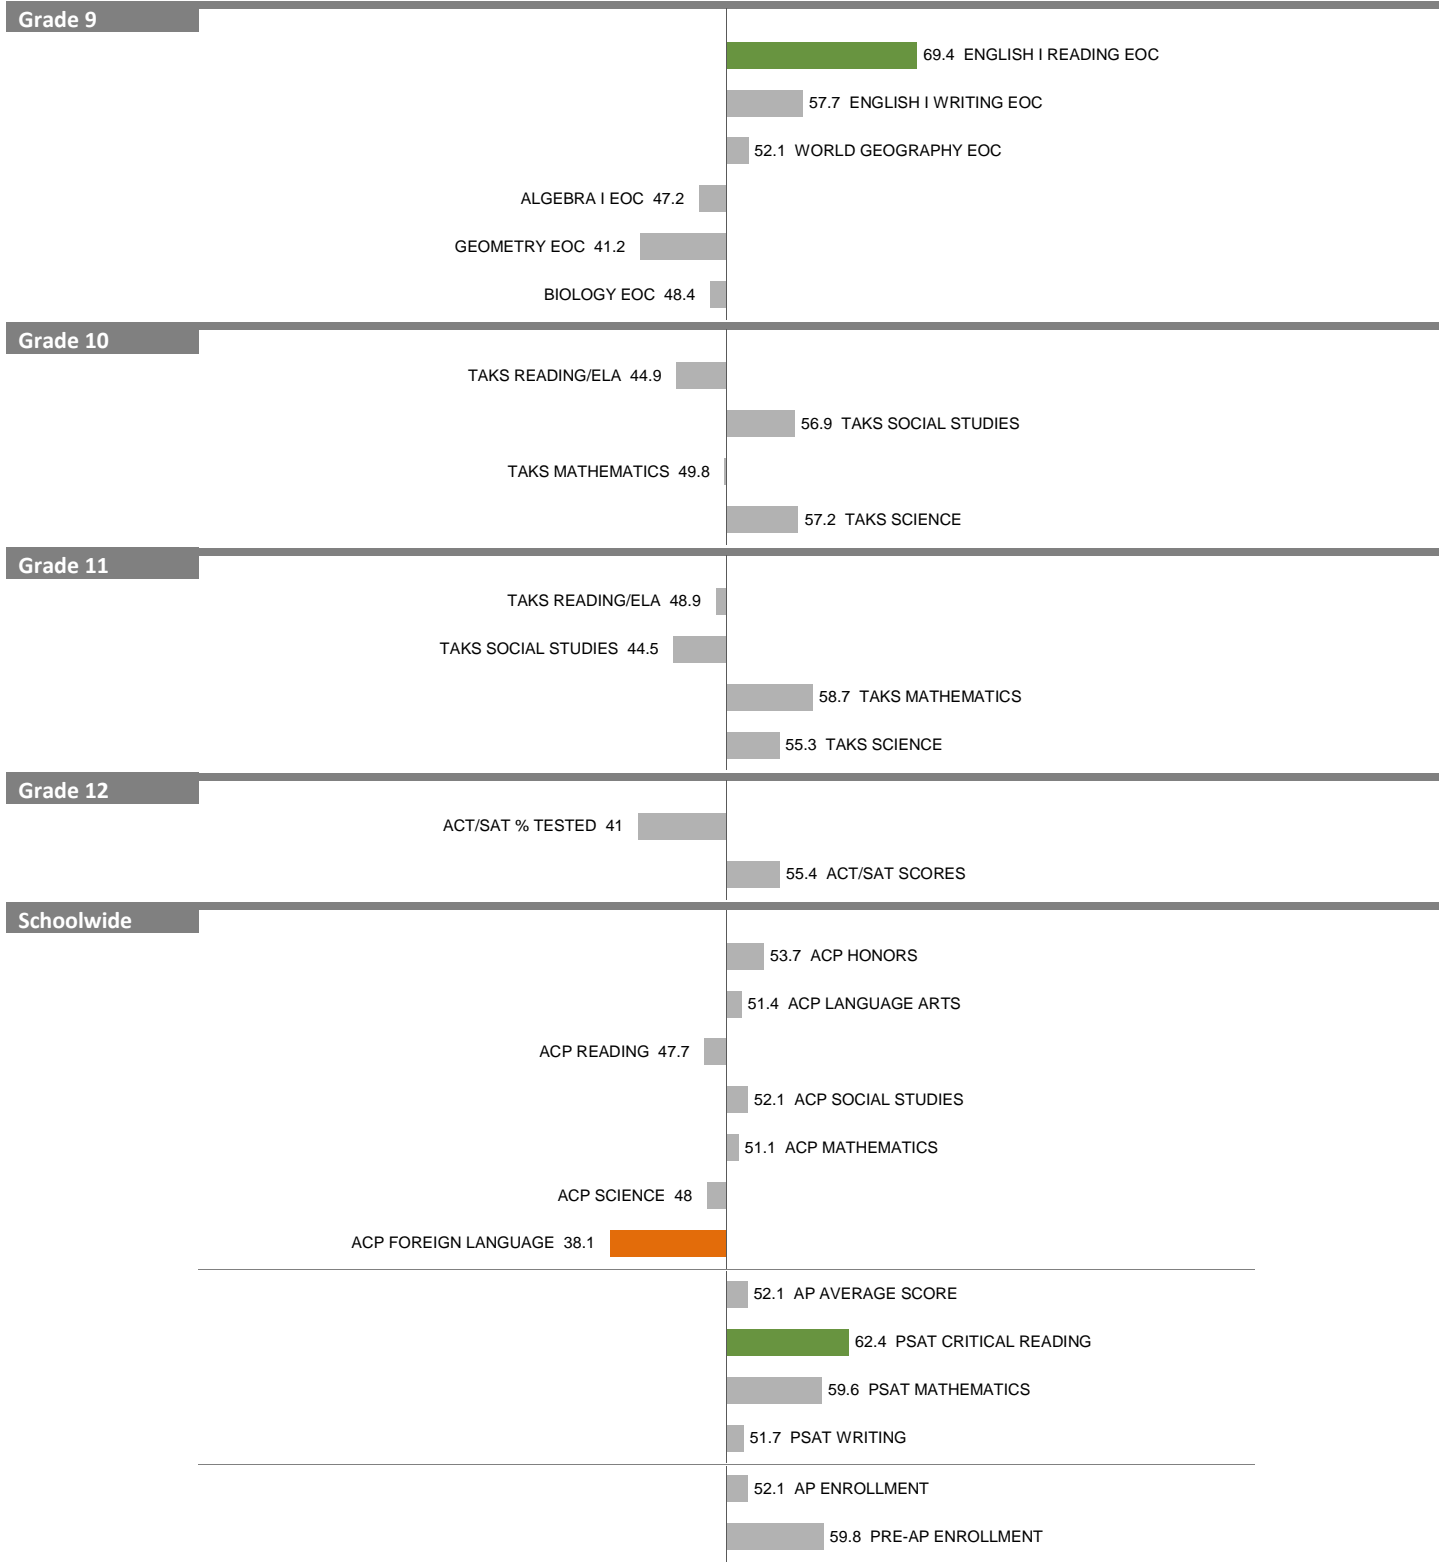 Grade 9
69.4 ENGLISH I READING EOC
57.7 ENGLISH I WRITING EOC
52.1 WORLD GEOGRAPHY EOC
ALGEBRA I EOC 47.2
GEOMETRY EOC 41.2
BIOLOGY EOC 48.4
Grade 10
TAKS READING/ELA 44.9
56.9 TAKS SOCIAL STUDIES
TAKS MATHEMATICS 49.8
57.2 TAKS SCIENCE
Grade 11
TAKS READING/ELA 48.9
TAKS SOCIAL STUDIES 44.5
58.7 TAKS MATHEMATICS
55.3 TAKS SCIENCE
Grade 12
ACT/SAT % TESTED 41
55.4 ACT/SAT SCORES
Schoolwide
53.7 ACP HONORS
51.4 ACP LANGUAGE ARTS
ACP READING 47.7
52.1 ACP SOCIAL STUDIES
51.1 ACP MATHEMATICS
ACP SCIENCE 48
ACP FOREIGN LANGUAGE 38.1
52.1 AP AVERAGE SCORE
62.4 PSAT CRITICAL READING
59.6 PSAT MATHEMATICS
51.7 PSAT WRITING
52.1 AP ENROLLMENT
59.8 PRE-AP ENROLLMENT